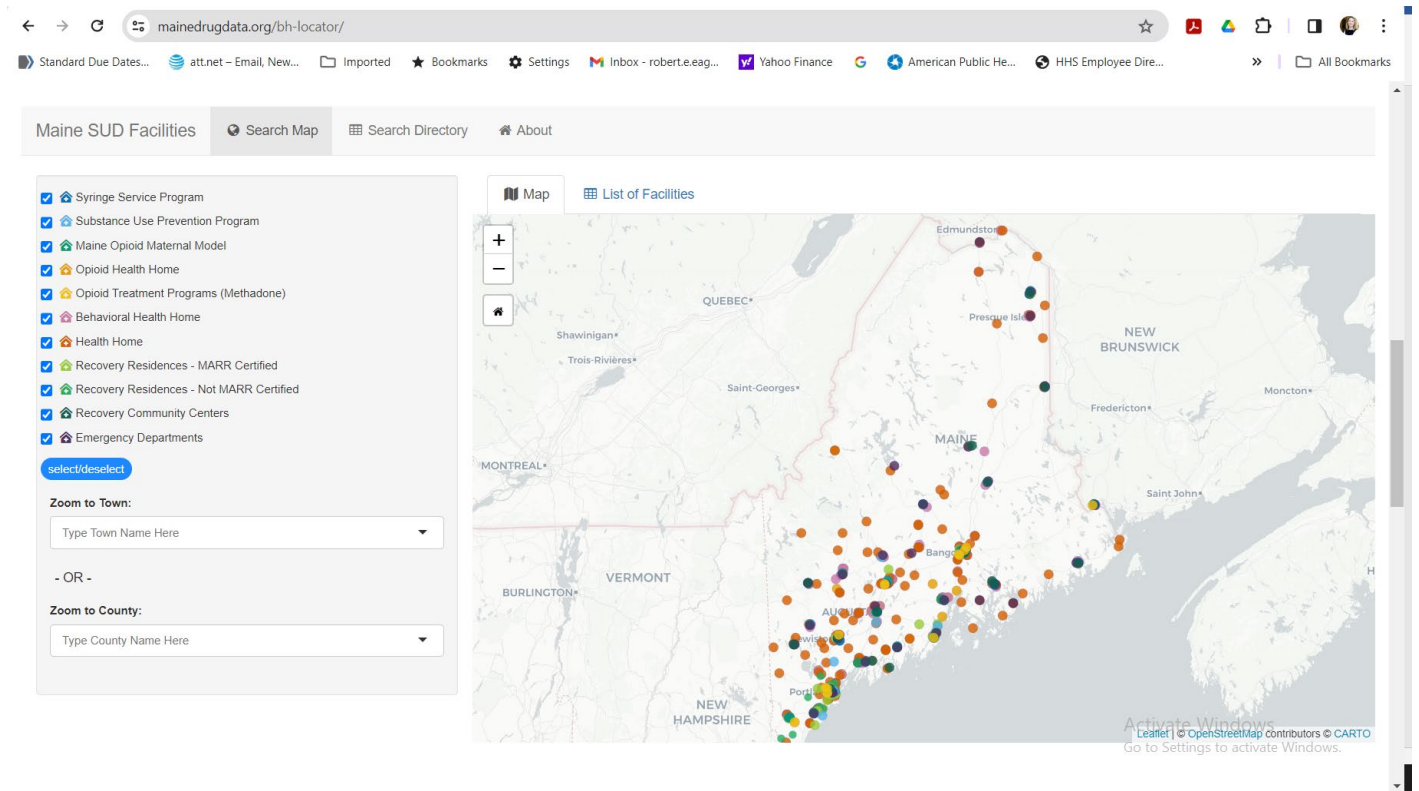 mainedrugdata.org/bh-locator/
Standard Due Dates... att.net – Email, New... Imported Bookmarks Settings Inbox - robert.e.eag... Yahoo Finance American Public He... HHS Employee Dire... » All Bookmarks
Maine SUD Facilities Search Map Search Directory About
Syringe Service Program
Substance Use Prevention Program
Maine Opioid Maternal Model
Opioid Health Home
Opioid Treatment Programs (Methadone)
Behavioral Health Home
Health Home
Recovery Residences - MARR Certified
Recovery Residences - Not MARR Certified
Recovery Community Centers
Emergency Departments
select/deselect
Zoom to Town:
Type Town Name Here
- OR -
Zoom to County:
Type County Name Here
Map List of Facilities
+
−
Edmundston
QUEBEC
Presque Isle
Shawinigan
NEW
BRUNSWICK
Trois-Rivières
Saint-Georges
Moncton
Fredericton
MAINE
MONTREAL
Saint John
Bang
VERMONT
BURLINGTON
AUGUSTA
ewiston
Portl
NEW
HAMPSHIRE
Activate Windows
Leaflet | © OpenStreetMap contributors © CARTO
Go to Settings to activate Windows.